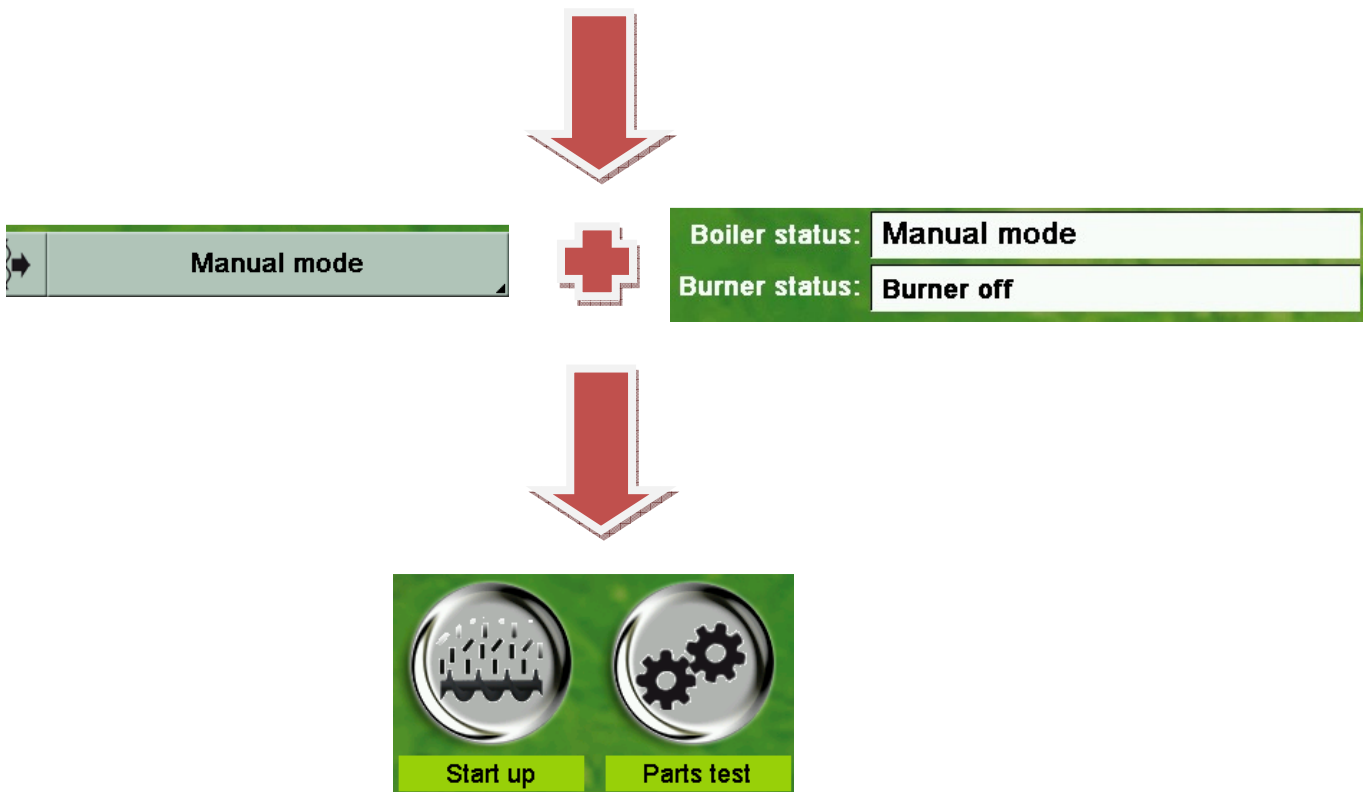 Manual mode
Boiler status: Manual mode
Burner status: Burner off
Start up
Parts test